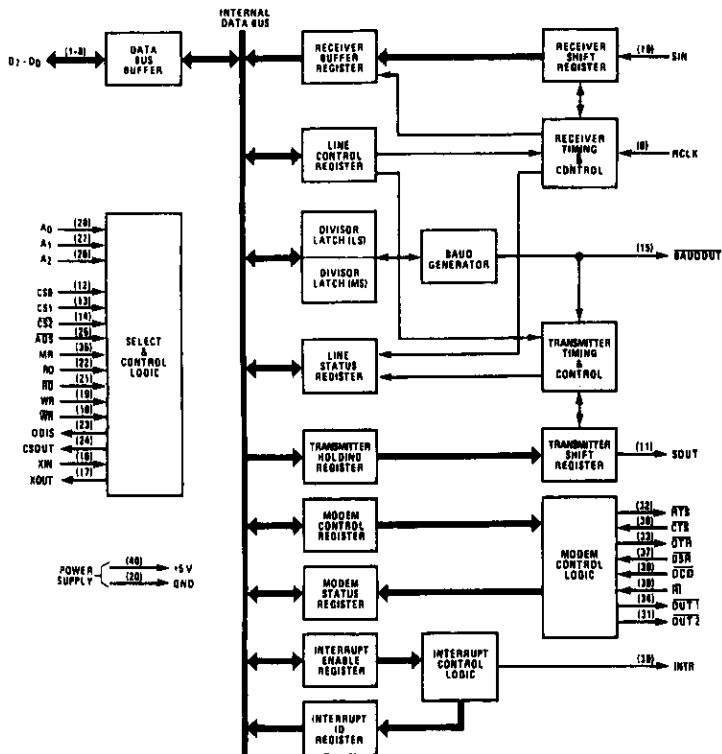 INTERNAL
DATA BUS
D7 - D0
(1-8)
DATA
BUS
BUFFER
RECEIVER
BUFFER
REGISTER
RECEIVER
SHIFT
REGISTER
(10)
SIN
LINE
CONTROL
REGISTER
RECEIVER
TIMING
&
CONTROL
(9)
RCLK
A0 (28)
A1 (27)
A2 (26)
CS0 (12)
CS1 (13)
CS2 (14)
ADS (25)
MR (35)
RD (22)
RD (21)
WR (19)
WR (18)
DDIS (23)
CSOUT (24)
XIN (16)
XOUT (17)
SELECT
&
CONTROL
LOGIC
DIVISOR
LATCH (LS)
DIVISOR
LATCH (MS)
BAUD
GENERATOR
(15)
BAUDOUT
LINE
STATUS
REGISTER
TRANSMITTER
TIMING
&
CONTROL
TRANSMITTER
HOLDING
REGISTER
TRANSMITTER
SHIFT
REGISTER
(11)
SOUT
MODEM
CONTROL
REGISTER
MODEM
CONTROL
LOGIC
(32) RTS
(36) CTS
(33) DTR
(37) DSR
(38) DCD
(39) RI
(34) OUT 1
(31) OUT 2
POWER
SUPPLY
(40) +5V
(20) GND
MODEM
STATUS
REGISTER
INTERRUPT
ENABLE
REGISTER
INTERRUPT
CONTROL
LOGIC
(30)
INTR
INTERRUPT
ID
REGISTER